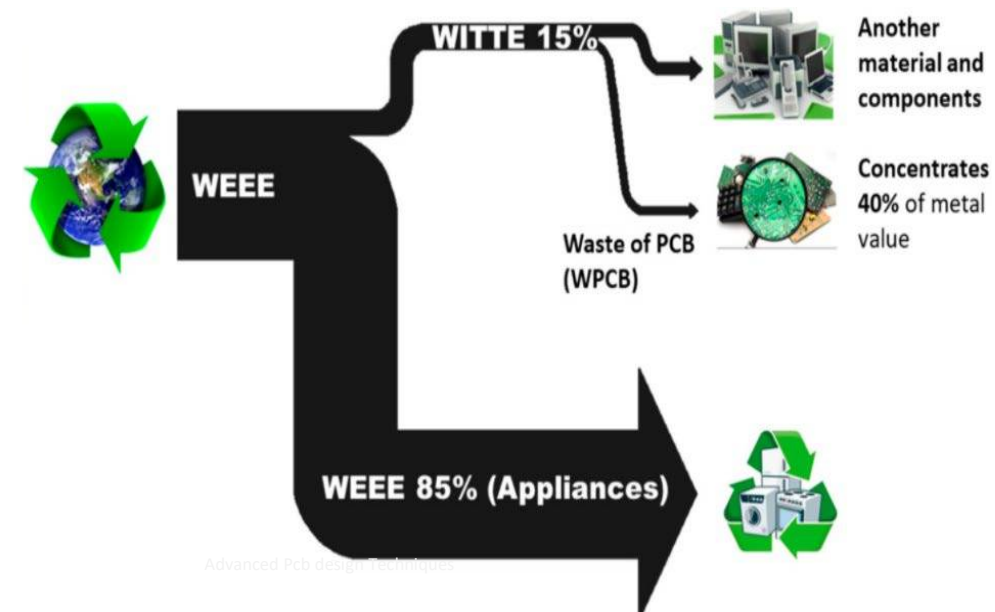 WITTE 15%
Another
material and
components
WEEE
Concentrates
40% of metal
value
Waste of PCB
(WPCB)
WEEE 85% (Appliances)
Advanced Pcb design Techniques